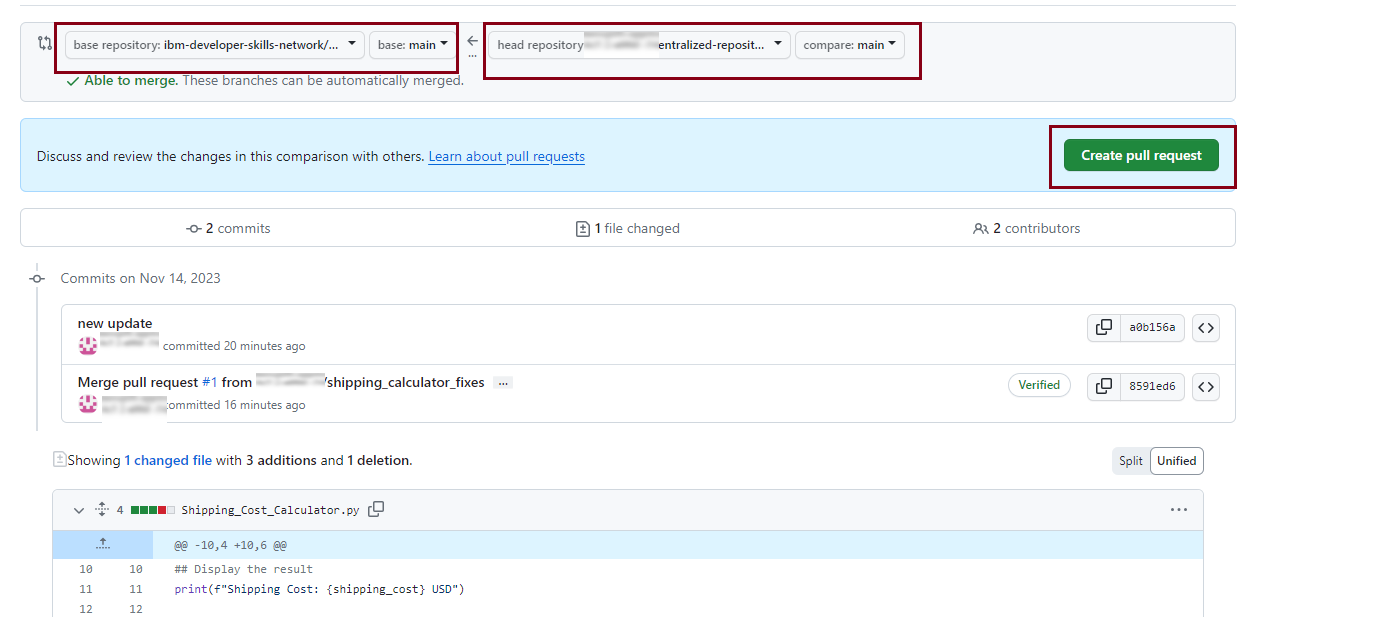 base repository: ibm-developer-skills-network/... base: main ... head repository entralized-reposit... compare: main
Able to merge. These branches can be automatically merged.
Discuss and review the changes in this comparison with others. Learn about pull requests
Create pull request
2 commits 1 file changed 2 contributors
Commits on Nov 14, 2023
new update
a0b156a
committed 20 minutes ago
Merge pull request #1 from /shipping_calculator_fixes ...
Verified 8591ed6
committed 16 minutes ago
Showing 1 changed file with 3 additions and 1 deletion.
Split Unified
4 Shipping_Cost_Calculator.py ...
@@ -10,4 +10,6 @@
10 10 ## Display the result
11 11 print(f"Shipping Cost: {shipping_cost} USD")
12 12